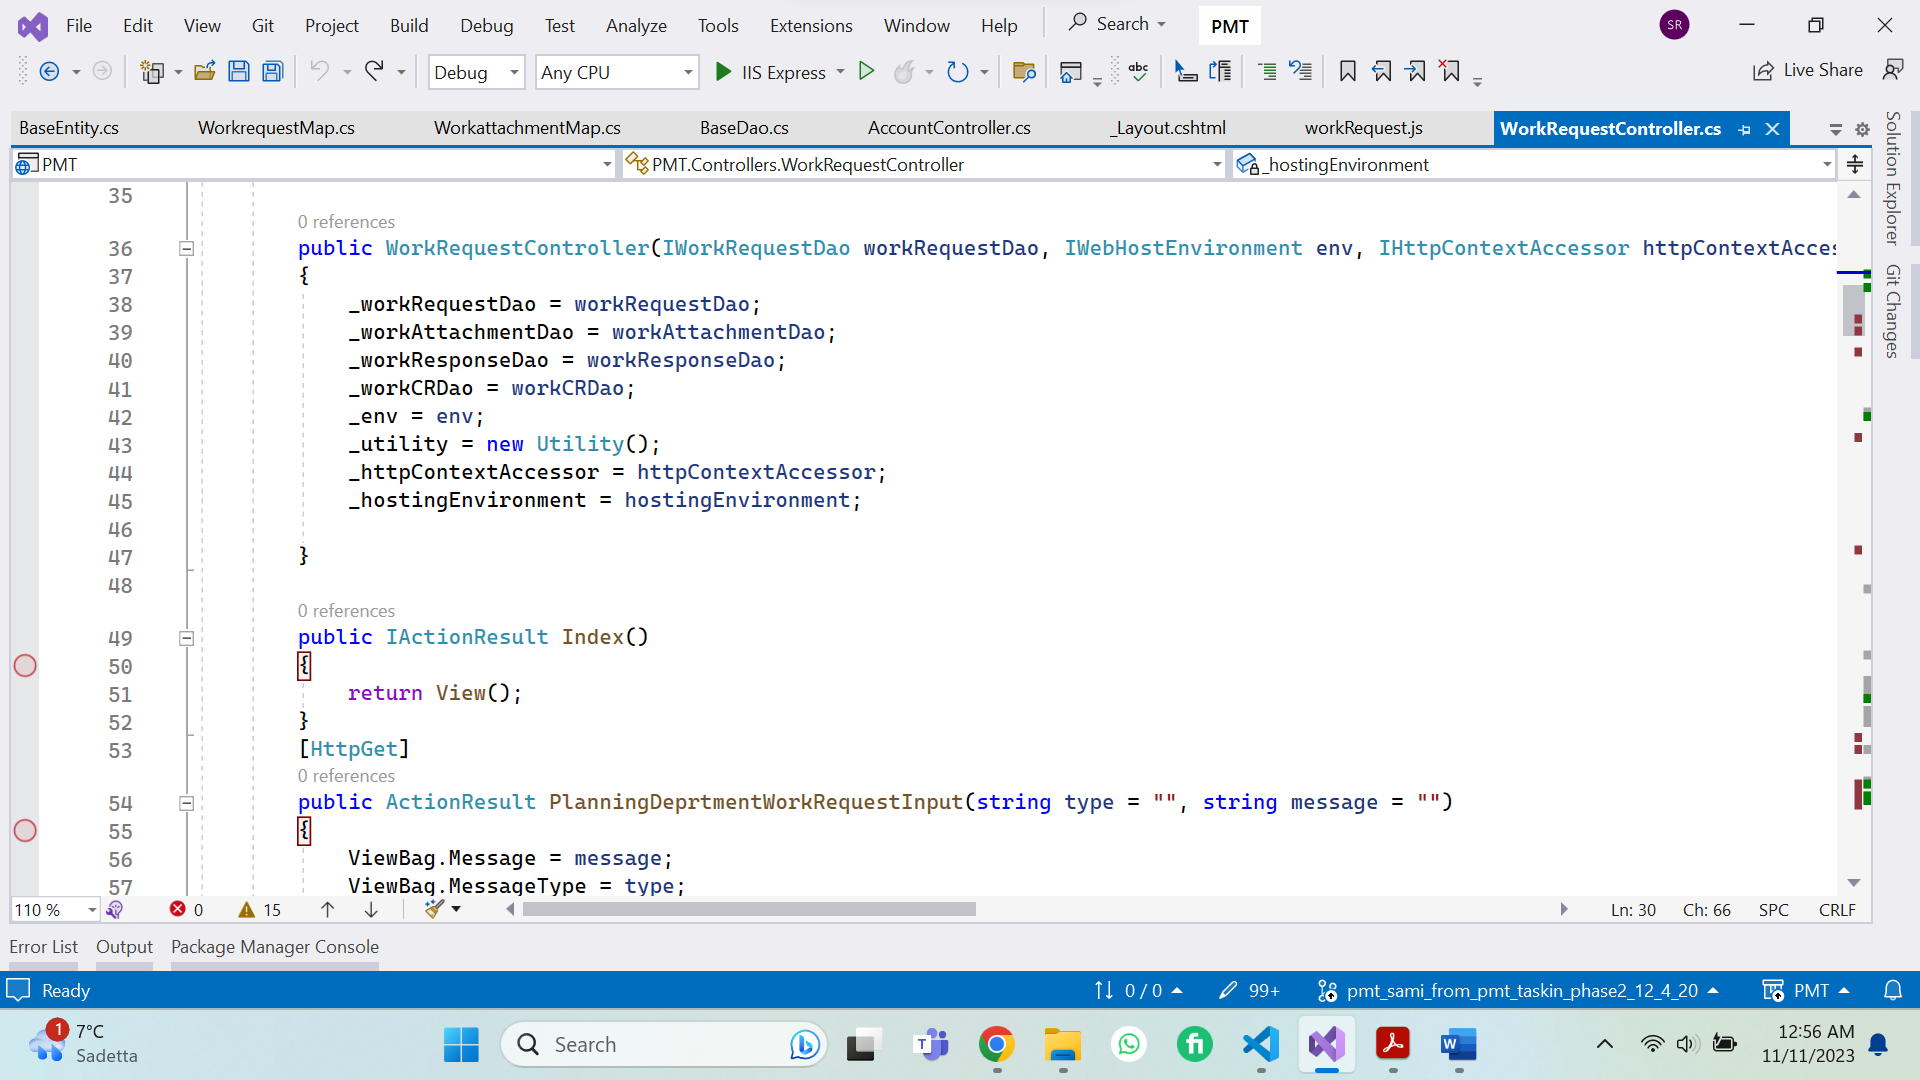 File Edit View Git Project Build Debug Test Analyze Tools Extensions Window Help Search PMT SR
Debug Any CPU IIS Express abc Live Share
BaseEntity.cs WorkrequestMap.cs WorkattachmentMap.cs BaseDao.cs AccountController.cs _Layout.cshtml workRequest.js WorkRequestController.cs
PMT PMT.Controllers.WorkRequestController _hostingEnvironment
Solution Explorer
Git Changes
35
0 references
36 public WorkRequestController(IWorkRequestDao workRequestDao, IWebHostEnvironment env, IHttpContextAccessor httpContextAcces
37 {
38 _workRequestDao = workRequestDao;
39 _workAttachmentDao = workAttachmentDao;
40 _workResponseDao = workResponseDao;
41 _workCRDao = workCRDao;
42 _env = env;
43 _utility = new Utility();
44 _httpContextAccessor = httpContextAccessor;
45 _hostingEnvironment = hostingEnvironment;
46
47 }
48
0 references
49 public IActionResult Index()
50 {
51 return View();
52 }
53 [HttpGet]
0 references
54 public ActionResult PlanningDeprtmentWorkRequestInput(string type = "", string message = "")
55 {
56 ViewBag.Message = message;
57 ViewBag.MessageType = type;
110 % 0 15 Ln: 30 Ch: 66 SPC CRLF
Error List Output Package Manager Console
Ready 0 / 0 99+ pmt_sami_from_pmt_taskin_phase2_12_4_20 PMT
1 7°C Search 12:56 AM
Sadetta 11/11/2023